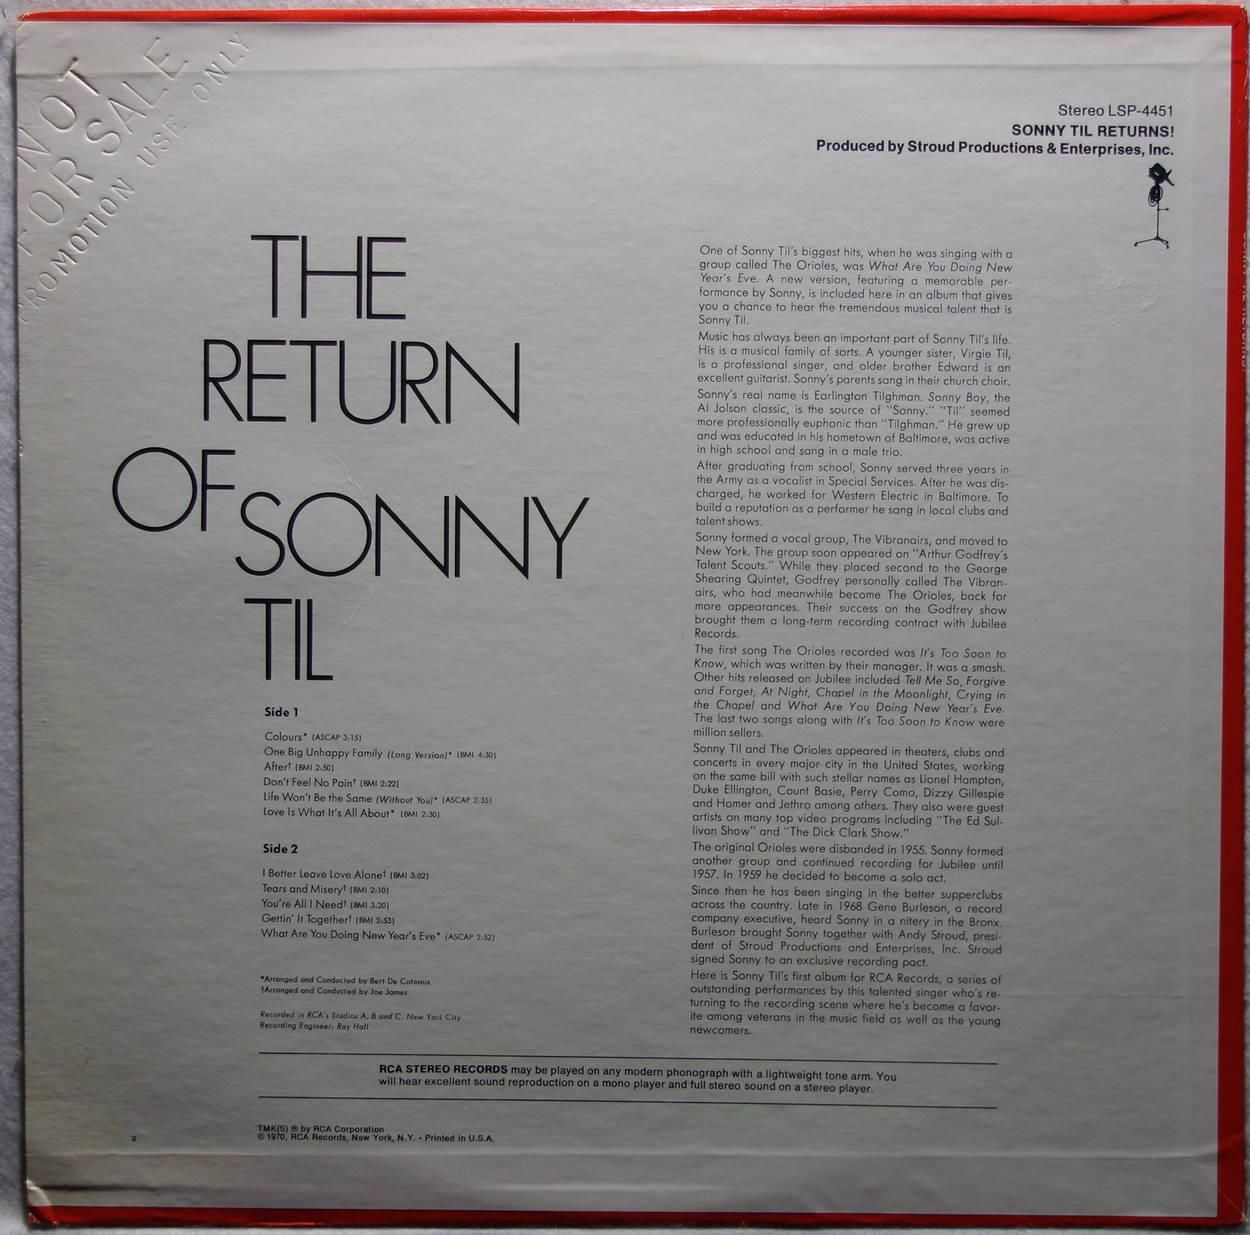 NOT
FOR SALE
PROMOTION USE ONLY
Stereo LSP-4451
SONNY TIL RETURNS!
Produced by Stroud Productions & Enterprises, Inc.
THE
RETURN
OF SONNY
TIL
Side 1
Colours* (ASCAP 3:15)
One Big Unhappy Family (Long Version)* (BMI 4:30)
After† (BMI 2:50)
Don't Feel No Pain† (BMI 2:22)
Life Won't Be the Same (Without You)* (ASCAP 2:35)
Love Is What It's All About* (BMI 2:30)
Side 2
I Better Leave Love Alone† (BMI 3:02)
Tears and Misery† (BMI 2:10)
You're All I Need† (BMI 3:20)
Gettin' It Together† (BMI 2:53)
What Are You Doing New Year's Eve* (ASCAP 2:52)
*Arranged and Conducted by Bert De Coteaux
†Arranged and Conducted by Joe James
Recorded in RCA's Studios A, B and C, New York City
Recording Engineer: Ray Hall
One of Sonny Til's biggest hits, when he was singing with a
group called The Orioles, was What Are You Doing New
Year's Eve. A new version, featuring a memorable per-
formance by Sonny, is included here in an album that gives
you a chance to hear the tremendous musical talent that is
Sonny Til.
Music has always been an important part of Sonny Til's life.
His is a musical family of sorts. A younger sister, Virgie Til,
is a professional singer, and older brother Edward is an
excellent guitarist. Sonny's parents sang in their church choir.
Sonny's real name is Earlington Tilghman. Sonny Boy, the
Al Jolson classic, is the source of "Sonny." "Til" seemed
more professionally euphonic than "Tilghman." He grew up
and was educated in his hometown of Baltimore, was active
in high school and sang in a male trio.
After graduating from school, Sonny served three years in
the Army as a vocalist in Special Services. After he was dis-
charged, he worked for Western Electric in Baltimore. To
build a reputation as a performer he sang in local clubs and
talent shows.
Sonny formed a vocal group, The Vibranairs, and moved to
New York. The group soon appeared on "Arthur Godfrey's
Talent Scouts." While they placed second to the George
Shearing Quintet, Godfrey personally called The Vibran-
airs, who had meanwhile become The Orioles, back for
more appearances. Their success on the Godfrey show
brought them a long-term recording contract with Jubilee
Records.
The first song The Orioles recorded was It's Too Soon to
Know, which was written by their manager. It was a smash.
Other hits released on Jubilee included Tell Me So, Forgive
and Forget, At Night, Chapel in the Moonlight, Crying in
the Chapel and What Are You Doing New Year's Eve.
The last two songs along with It's Too Soon to Know were
million sellers.
Sonny Til and The Orioles appeared in theaters, clubs and
concerts in every major city in the United States, working
on the same bill with such stellar names as Lionel Hampton,
Duke Ellington, Count Basie, Perry Como, Dizzy Gillespie
and Homer and Jethro among others. They also were guest
artists on many top video programs including "The Ed Sul-
livan Show" and "The Dick Clark Show."
The original Orioles were disbanded in 1955. Sonny formed
another group and continued recording for Jubilee until
1957. In 1959 he decided to become a solo act.
Since then he has been singing in the better supperclubs
across the country. Late in 1968 Gene Burleson, a record
company executive, heard Sonny in a nitery in the Bronx.
Burleson brought Sonny together with Andy Stroud, presi-
dent of Stroud Productions and Enterprises, Inc. Stroud
signed Sonny to an exclusive recording pact.
Here is Sonny Til's first album for RCA Records, a series of
outstanding performances by this talented singer who's re-
turning to the recording scene where he's become a favor-
ite among veterans in the music field as well as the young
newcomers.
RCA STEREO RECORDS may be played on any modern phonograph with a lightweight tone arm. You
will hear excellent sound reproduction on a mono player and full stereo sound on a stereo player.
TMK(S) ® by RCA Corporation
© 1970, RCA Records, New York, N.Y. • Printed in U.S.A.
2